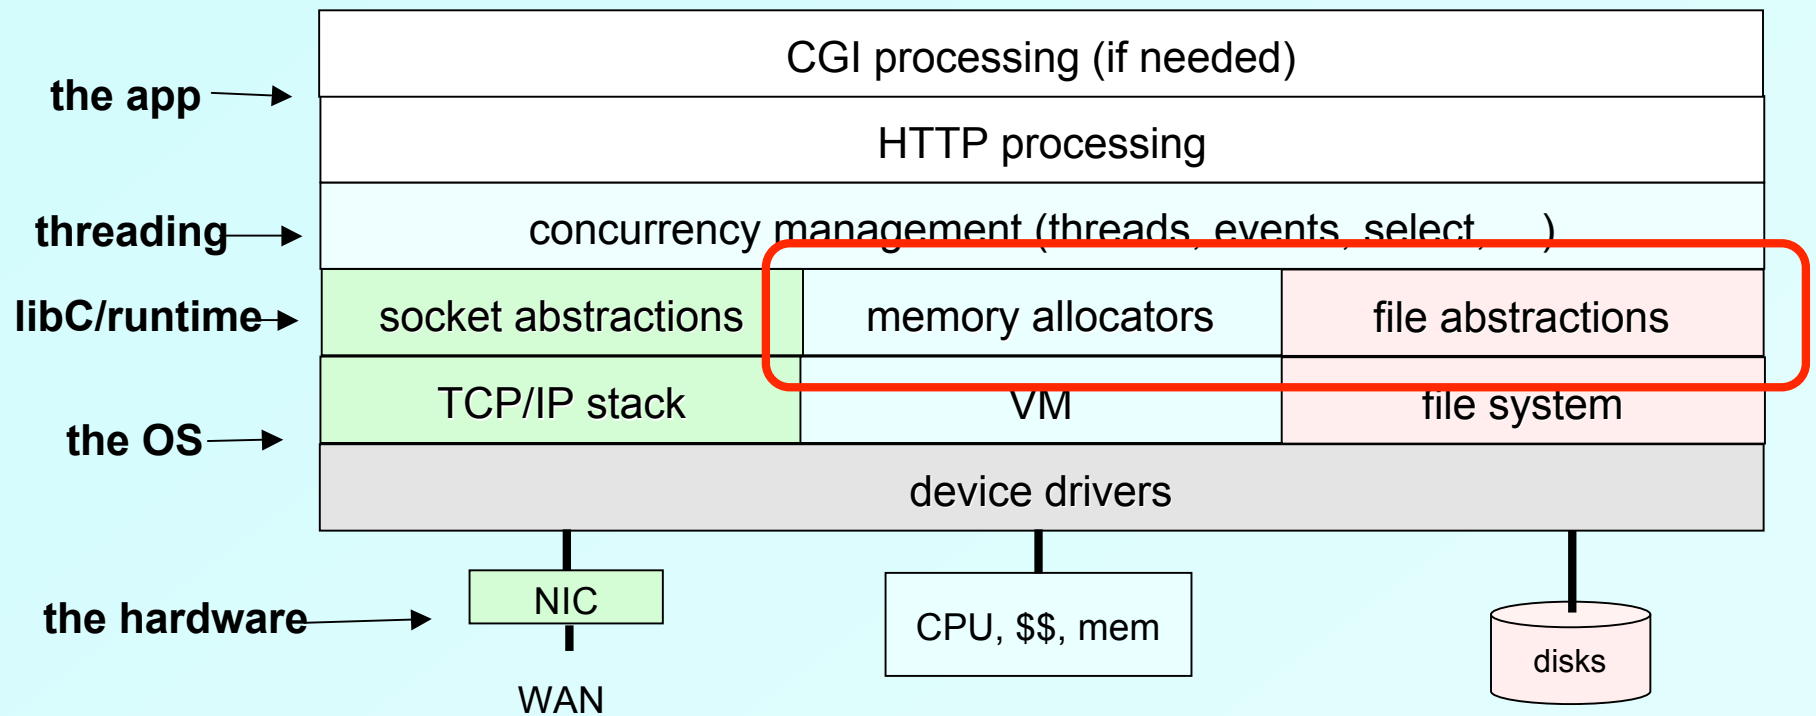 CGI processing (if needed)
the app
HTTP processing
threading
concurrency management (threads, events, select, )
libC/runtime
socket abstractions
memory allocators
file abstractions
TCP/IP stack
VM
file system
the OS
device drivers
the hardware
NIC
CPU, $$, mem
disks
WAN